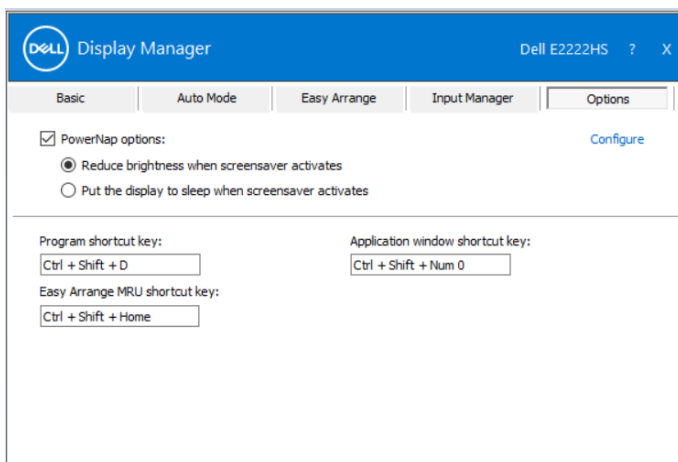 DELL Display Manager Dell E2222HS ? X
Basic Auto Mode Easy Arrange Input Manager Options
PowerNap options: Configure
Reduce brightness when screensaver activates
Put the display to sleep when screensaver activates
Program shortcut key: Application window shortcut key:
Ctrl + Shift + D Ctrl + Shift + Num 0
Easy Arrange MRU shortcut key:
Ctrl + Shift + Home